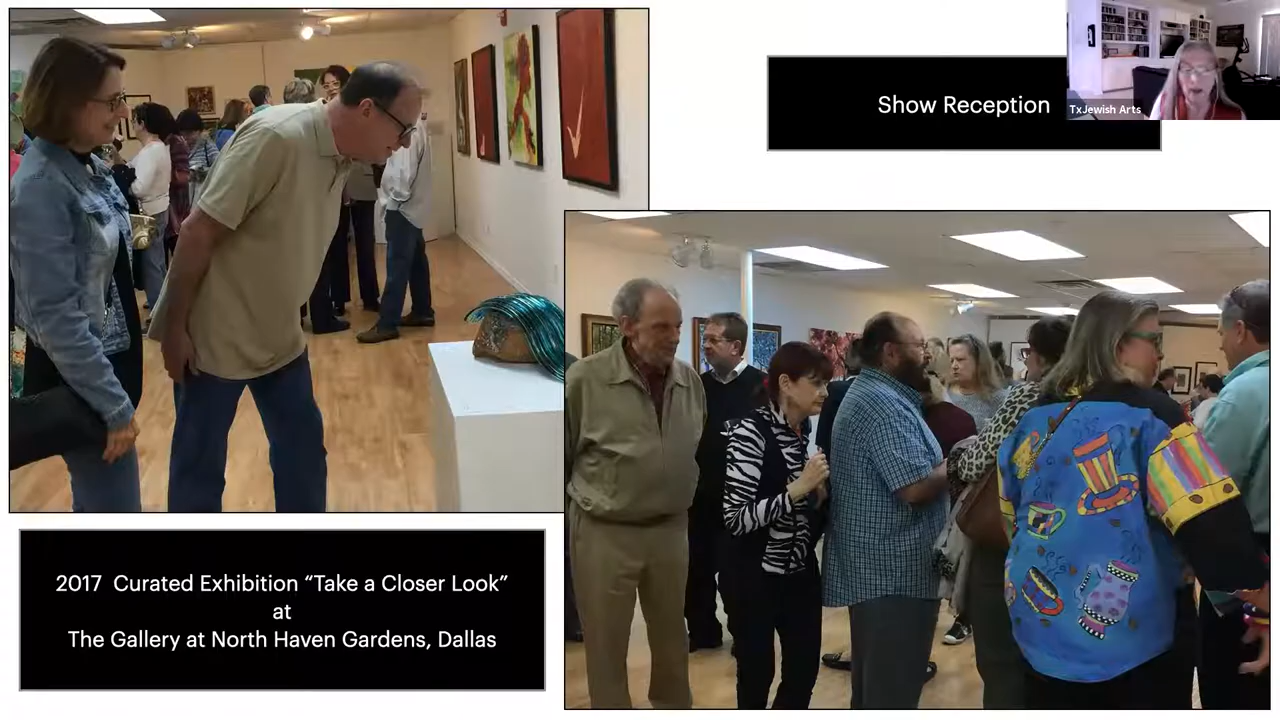 Show Reception
TxJewish Arts
2017 Curated Exhibition “Take a Closer Look”
at
The Gallery at North Haven Gardens, Dallas